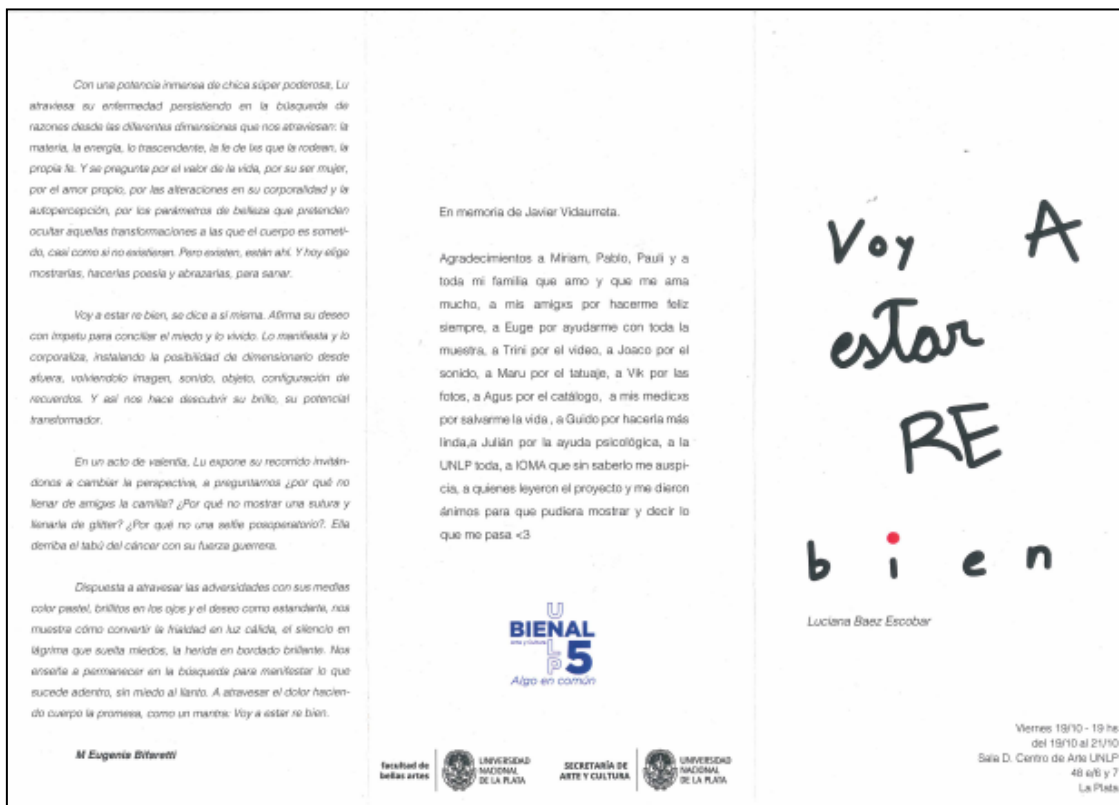 Con una potencia inmensa de chica súper poderosa, Lu
atraviesa su enfermedad persistiendo en la búsqueda de
razones desde las diferentes dimensiones que nos atraviesan: la
materia, la energía, lo trascendente, la fe de lxs que la rodean, la
propia fe. Y se pregunta por el valor de la vida, por su ser mujer,
por el amor propio, por las alteraciones en su corporalidad y la
autopercepción, por los parámetros de belleza que pretenden
ocultar aquellas transformaciones a las que el cuerpo es someti-
do, casi como si no existieran. Pero existen, están ahí. Y hoy elige
mostrarlas, hacerlas poesía y abrazarlas, para sanar.
Voy a estar re bien, se dice a sí misma. Afirma su deseo
con ímpetu para conciliar el miedo y lo vivido. Lo manifiesta y lo
corporaliza, instalando la posibilidad de dimensionarlo desde
afuera, volviéndolo imagen, sonido, objeto, configuración de
recuerdos. Y así nos hace descubrir su brillo, su potencial
transformador.
En un acto de valentía, Lu expone su recorrido invitán-
donos a cambiar la perspectiva, a preguntarnos ¿por qué no
llenar de amigxs la camilla? ¿Por qué no mostrar una sutura y
llenarla de glitter? ¿Por qué no una selfie posoperatorio?. Ella
derriba el tabú del cáncer con su fuerza guerrera.
Dispuesta a atravesar las adversidades con sus medias
color pastel, brillitos en los ojos y el deseo como estandarte, nos
muestra cómo convertir la frialdad en luz cálida, el silencio en
lágrima que suelta miedos, la herida en bordado brillante. Nos
enseña a permanecer en la búsqueda para manifestar lo que
sucede adentro, sin miedo al llanto. A atravesar el dolor hacien-
do cuerpo la promesa, como un mantra: Voy a estar re bien.
M Eugenia Bifaretti
En memoria de Javier Vidaurreta.
Agradecimientos a Miriam, Pablo, Pauli y a
toda mi familia que amo y que me ama
mucho, a mis amigxs por hacerme feliz
siempre, a Euge por ayudarme con toda la
muestra, a Trini por el video, a Joaco por el
sonido, a Maru por el tatuaje, a Vik por las
fotos, a Agus por el catálogo, a mis medicxs
por salvarme la vida , a Guido por hacerla más
linda,a Julián por la ayuda psicológica, a la
UNLP toda, a IOMA que sin saberlo me auspi-
cia, a quienes leyeron el proyecto y me dieron
ánimos para que pudiera mostrar y decir lo
que me pasa <3
UNLP
BIENAL
Arte y Cultura
5
Algo en común
facultad de
bellas artes
UNIVERSIDAD
NACIONAL
DE LA PLATA
SECRETARÍA DE
ARTE Y CULTURA
UNIVERSIDAD
NACIONAL
DE LA PLATA
Voy A
estar
RE
bien
Luciana Baez Escobar
Viernes 19/10 - 19 hs
del 19/10 al 21/10
Sala D. Centro de Arte UNLP
48 e/6 y 7
La Plata